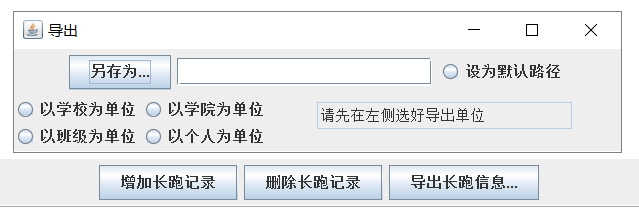 导出
另存为... 设为默认路径
以学校为单位 以学院为单位 请先在左侧选好导出单位
以班级为单位 以个人为单位
增加长跑记录 删除长跑记录 导出长跑信息...